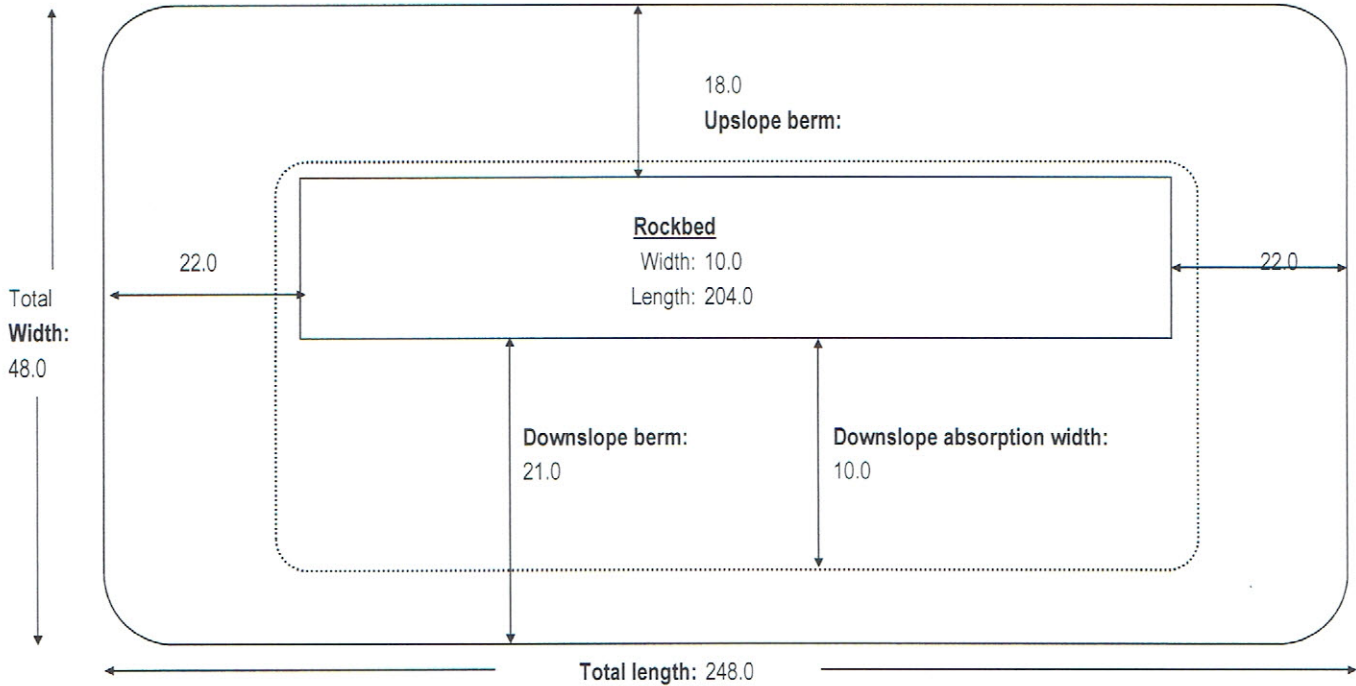 18.0
Upslope berm:
Rockbed
Width: 10.0
Length: 204.0
22.0
22.0
Total
Width:
48.0
Downslope berm:
21.0
Downslope absorption width:
10.0
Total length: 248.0